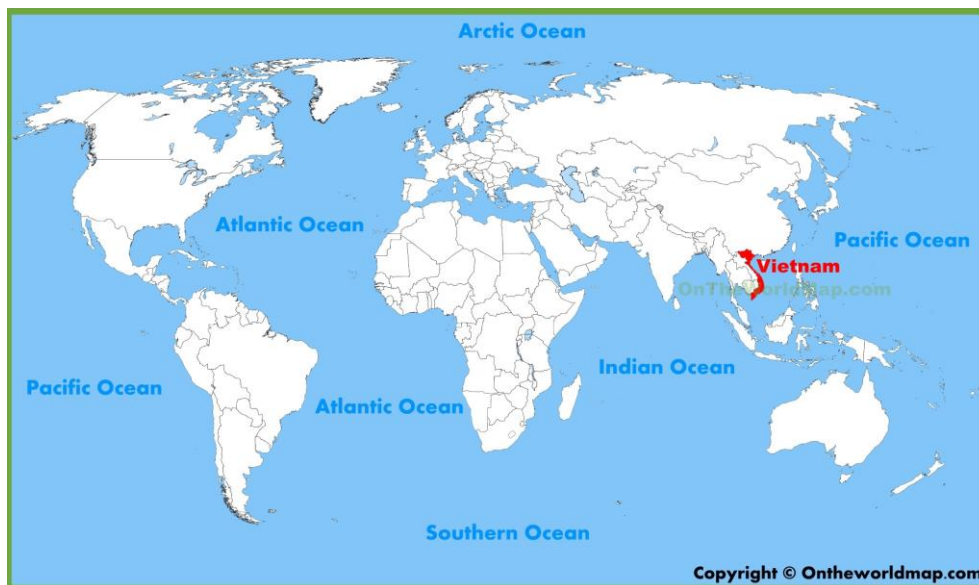 Arctic Ocean
Atlantic Ocean
Pacific Ocean
Vietnam
OnTheWorldMap.com
Indian Ocean
Pacific Ocean
Atlantic Ocean
Southern Ocean
Copyright © Ontheworldmap.com